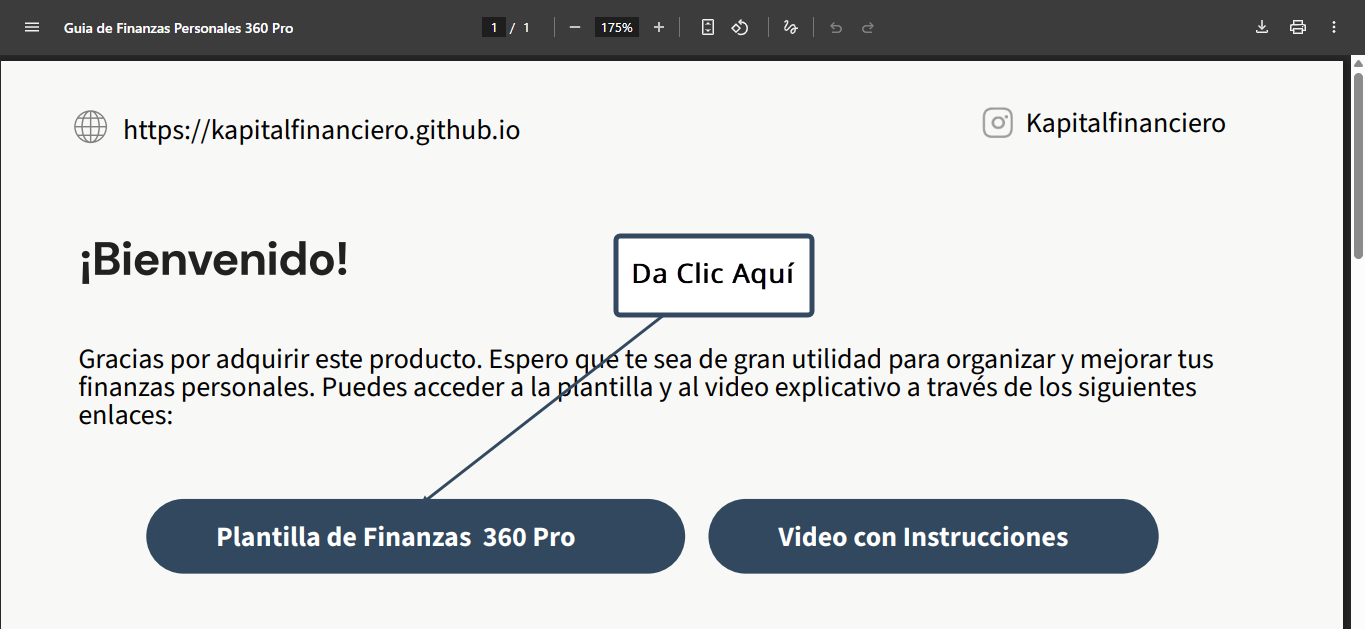 Guia de Finanzas Personales 360 Pro
1 / 1
175%
https://kapitalfinanciero.github.io
Kapitalfinanciero
¡Bienvenido!
Da Clic Aquí
Gracias por adquirir este producto. Espero que te sea de gran utilidad para organizar y mejorar tus
finanzas personales. Puedes acceder a la plantilla y al video explicativo a través de los siguientes
enlaces:
Plantilla de Finanzas 360 Pro
Video con Instrucciones